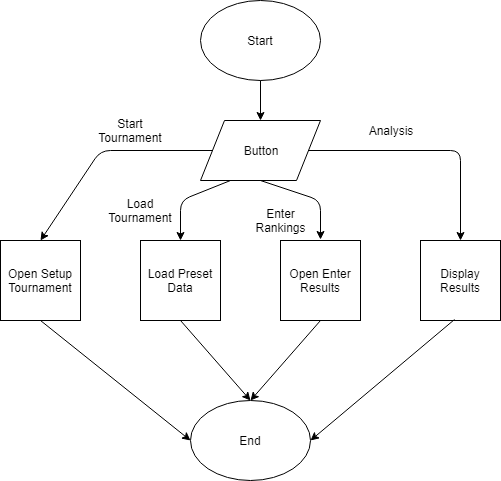 Start
Start
Tournament
Button
Analysis
Load
Tournament
Enter
Rankings
Open Setup
Tournament
Load Preset
Data
Open Enter
Results
Display
Results
End